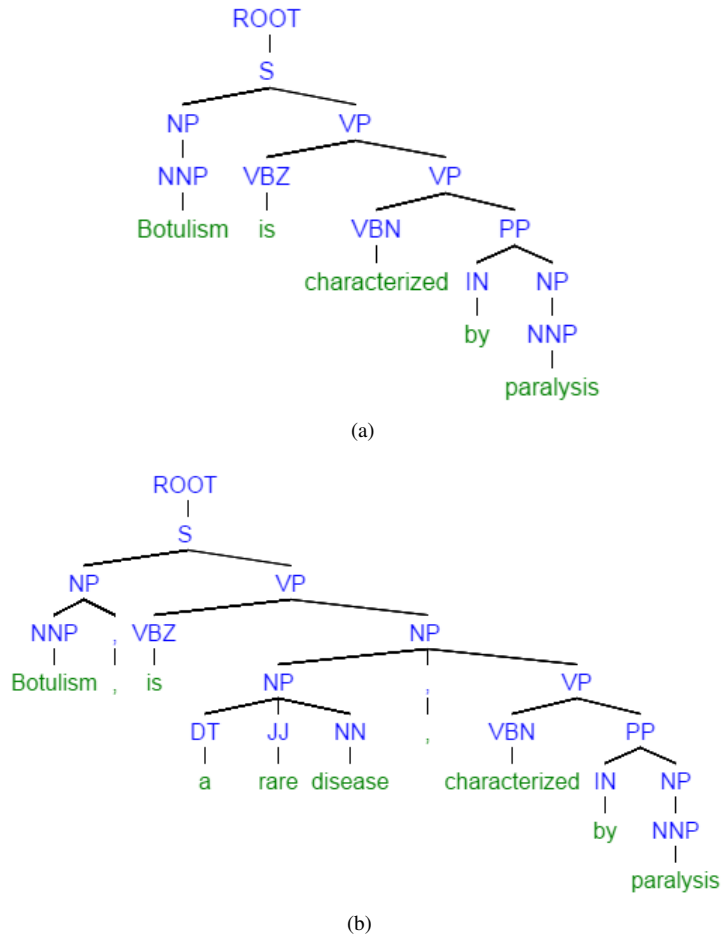 ROOT
S
NP VP
NNP VBZ VP
Botulism is VBN PP
characterized IN NP
by NNP
paralysis
(a)
ROOT
S
NP VP
NNP , VBZ NP
Botulism , is NP , VP
DT JJ NN , VBN PP
a rare disease characterized IN NP
by NNP
paralysis
(b)